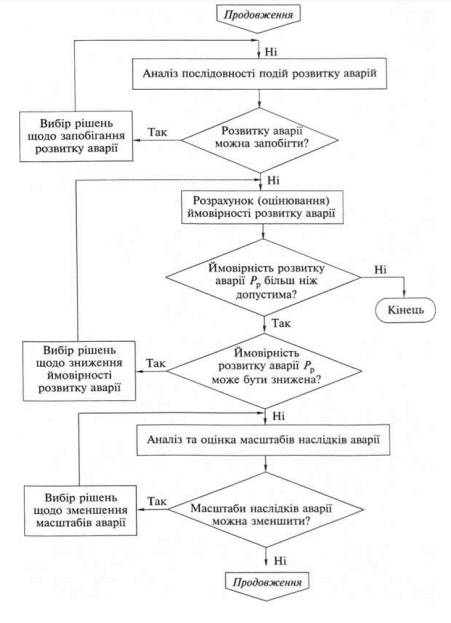 Продовження
Ні
Аналіз послідовності подій розвитку аварій
Вибір рішень
щодо запобігання
розвитку аварії
Так
Розвитку аварії
можна запобігти?
Ні
Розрахунок (оцінювання)
ймовірності розвитку аварії
Ймовірність розвитку
аварії Pр більш ніж
допустима?
Ні
Кінець
Так
Вибір рішень
щодо зниження
ймовірності
розвитку аварії
Так
Ймовірність
розвитку аварії Pр
може бути знижена?
Ні
Аналіз та оцінка масштабів наслідків аварії
Вибір рішень
щодо зменшення
масштабів аварії
Так
Масштаби наслідків аварії
можна зменшити?
Ні
Продовження